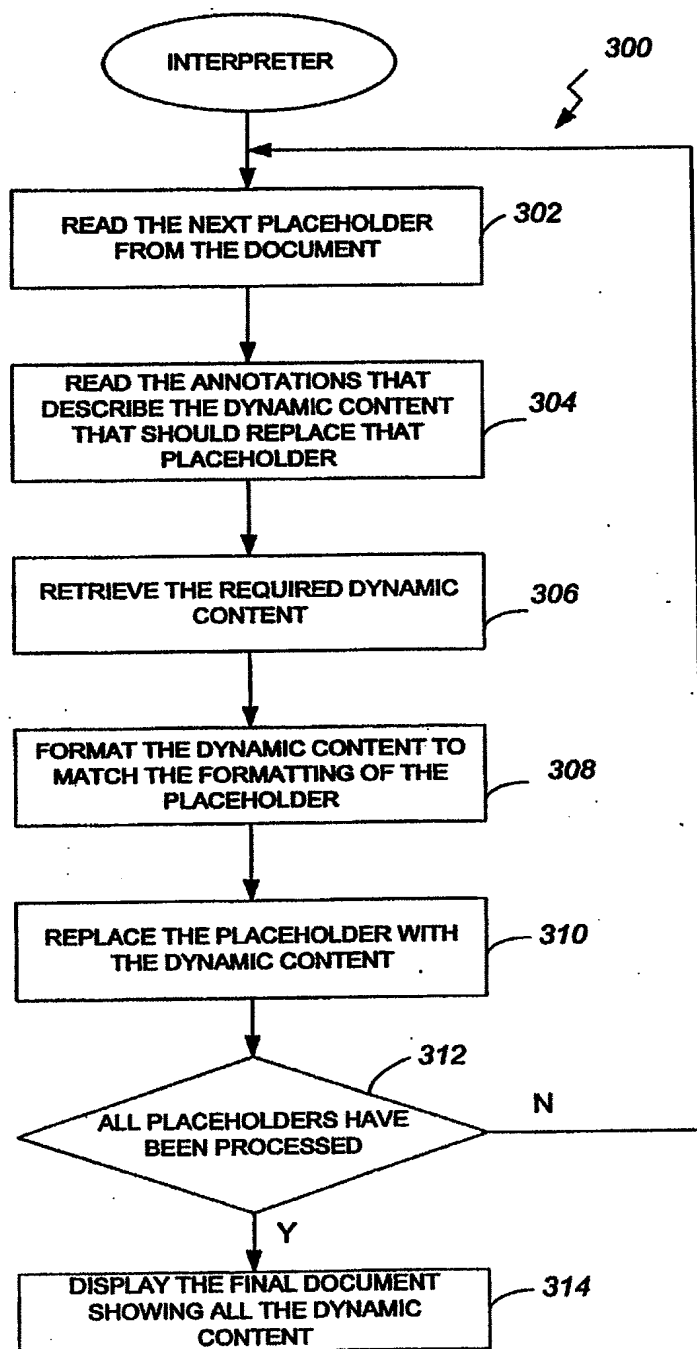 INTERPRETER
300
READ THE NEXT PLACEHOLDER
FROM THE DOCUMENT
302
READ THE ANNOTATIONS THAT
DESCRIBE THE DYNAMIC CONTENT
THAT SHOULD REPLACE THAT
PLACEHOLDER
304
RETRIEVE THE REQUIRED DYNAMIC
CONTENT
306
FORMAT THE DYNAMIC CONTENT TO
MATCH THE FORMATTING OF THE
PLACEHOLDER
308
REPLACE THE PLACEHOLDER WITH
THE DYNAMIC CONTENT
310
312
ALL PLACEHOLDERS HAVE
BEEN PROCESSED
N
Y
DISPLAY THE FINAL DOCUMENT
SHOWING ALL THE DYNAMIC
CONTENT
314